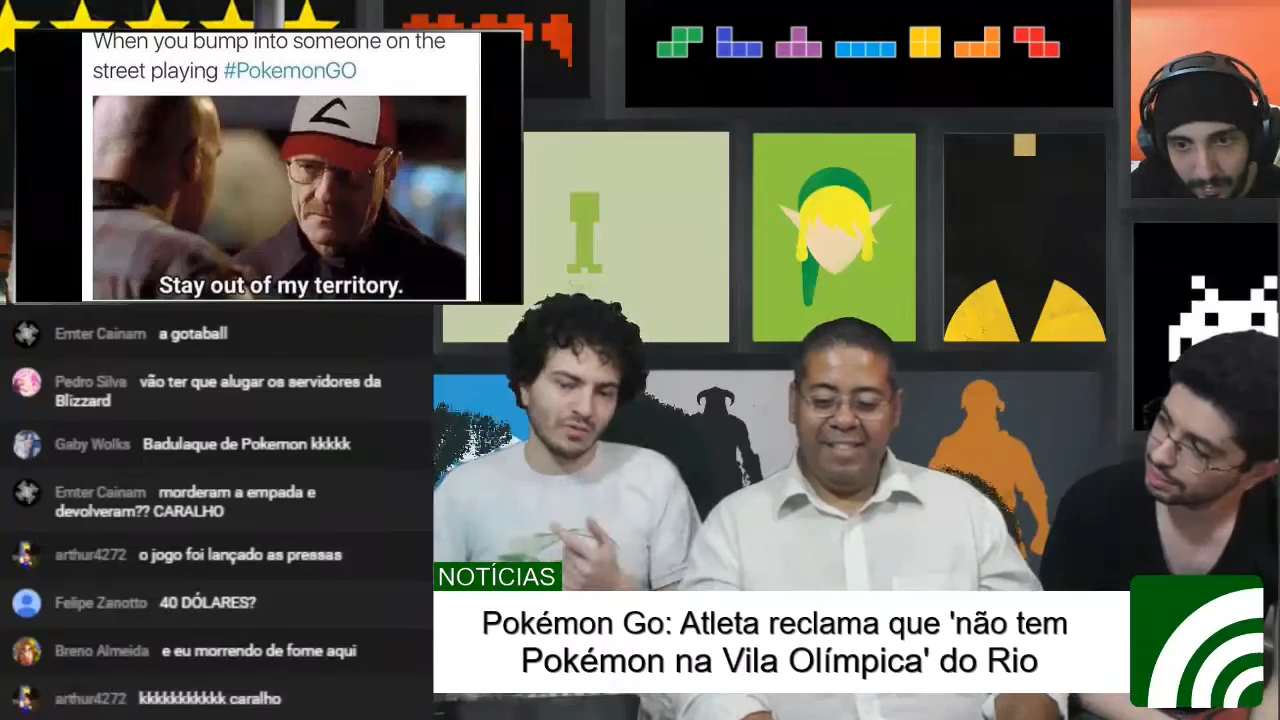 When you bump into someone on the
street playing #PokemonGO
Stay out of my territory.
Emter Cainam a gotaball
Pedro Silva vão ter que alugar os servidores da
Blizzard
Gaby Wolks Badulaque de Pokemon kkkkk
Emter Cainam morderam a empada e
devolveram?? CARALHO
arthur4272 o jogo foi lançado as pressas
Felipe Zanotto 40 DÓLARES?
Breno Almeida e eu morrendo de fome aqui
arthur4272 kkkkkkkkkkk caralho
NOTÍCIAS
Pokémon Go: Atleta reclama que 'não tem
Pokémon na Vila Olímpica' do Rio